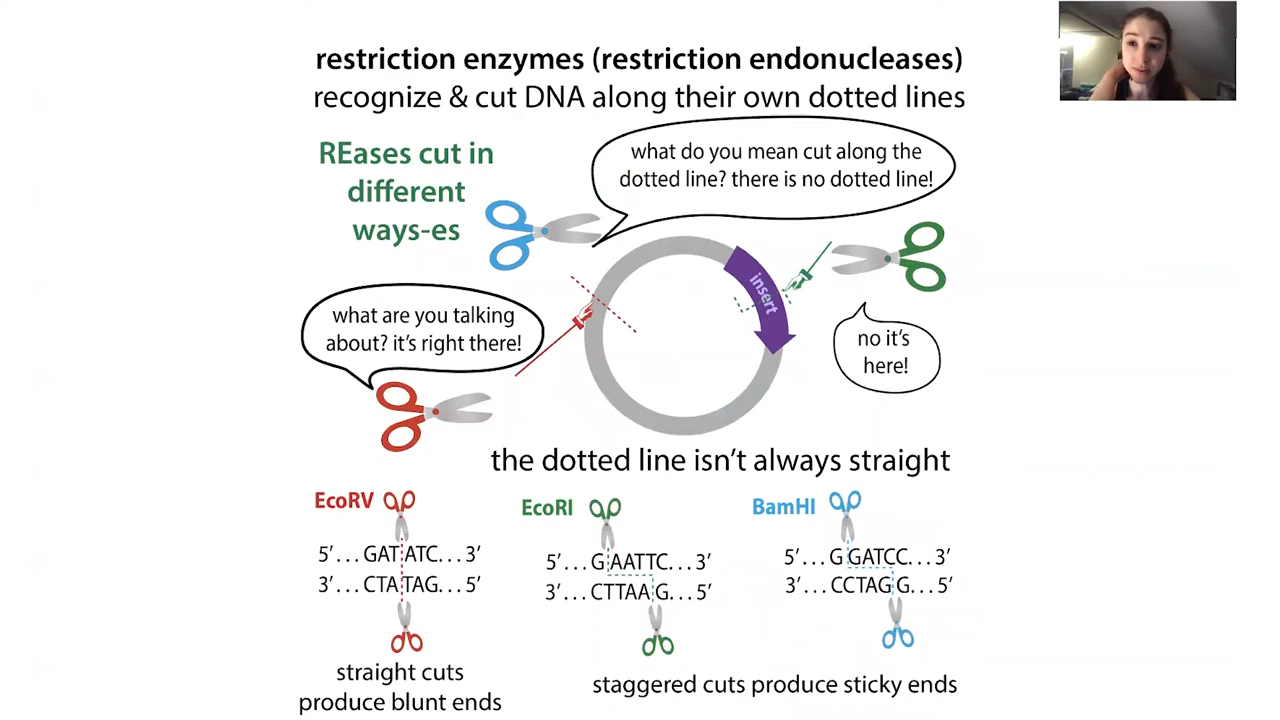 restriction enzymes (restriction endonucleases)
recognize & cut DNA along their own dotted lines
REases cut in
different
ways-es
what do you mean cut along the
dotted line? there is no dotted line!
insert
what are you talking
about? it’s right there!
no it’s
here!
the dotted line isn’t always straight
EcoRV
5’...GAT ATC...3’
3’...CTA TAG...5’
straight cuts
produce blunt ends
EcoRI
5’...G AATTC...3’
3’...CTTAA G...5’
BamHI
5’...G GATCC...3’
3’...CCTAG G...5’
staggered cuts produce sticky ends